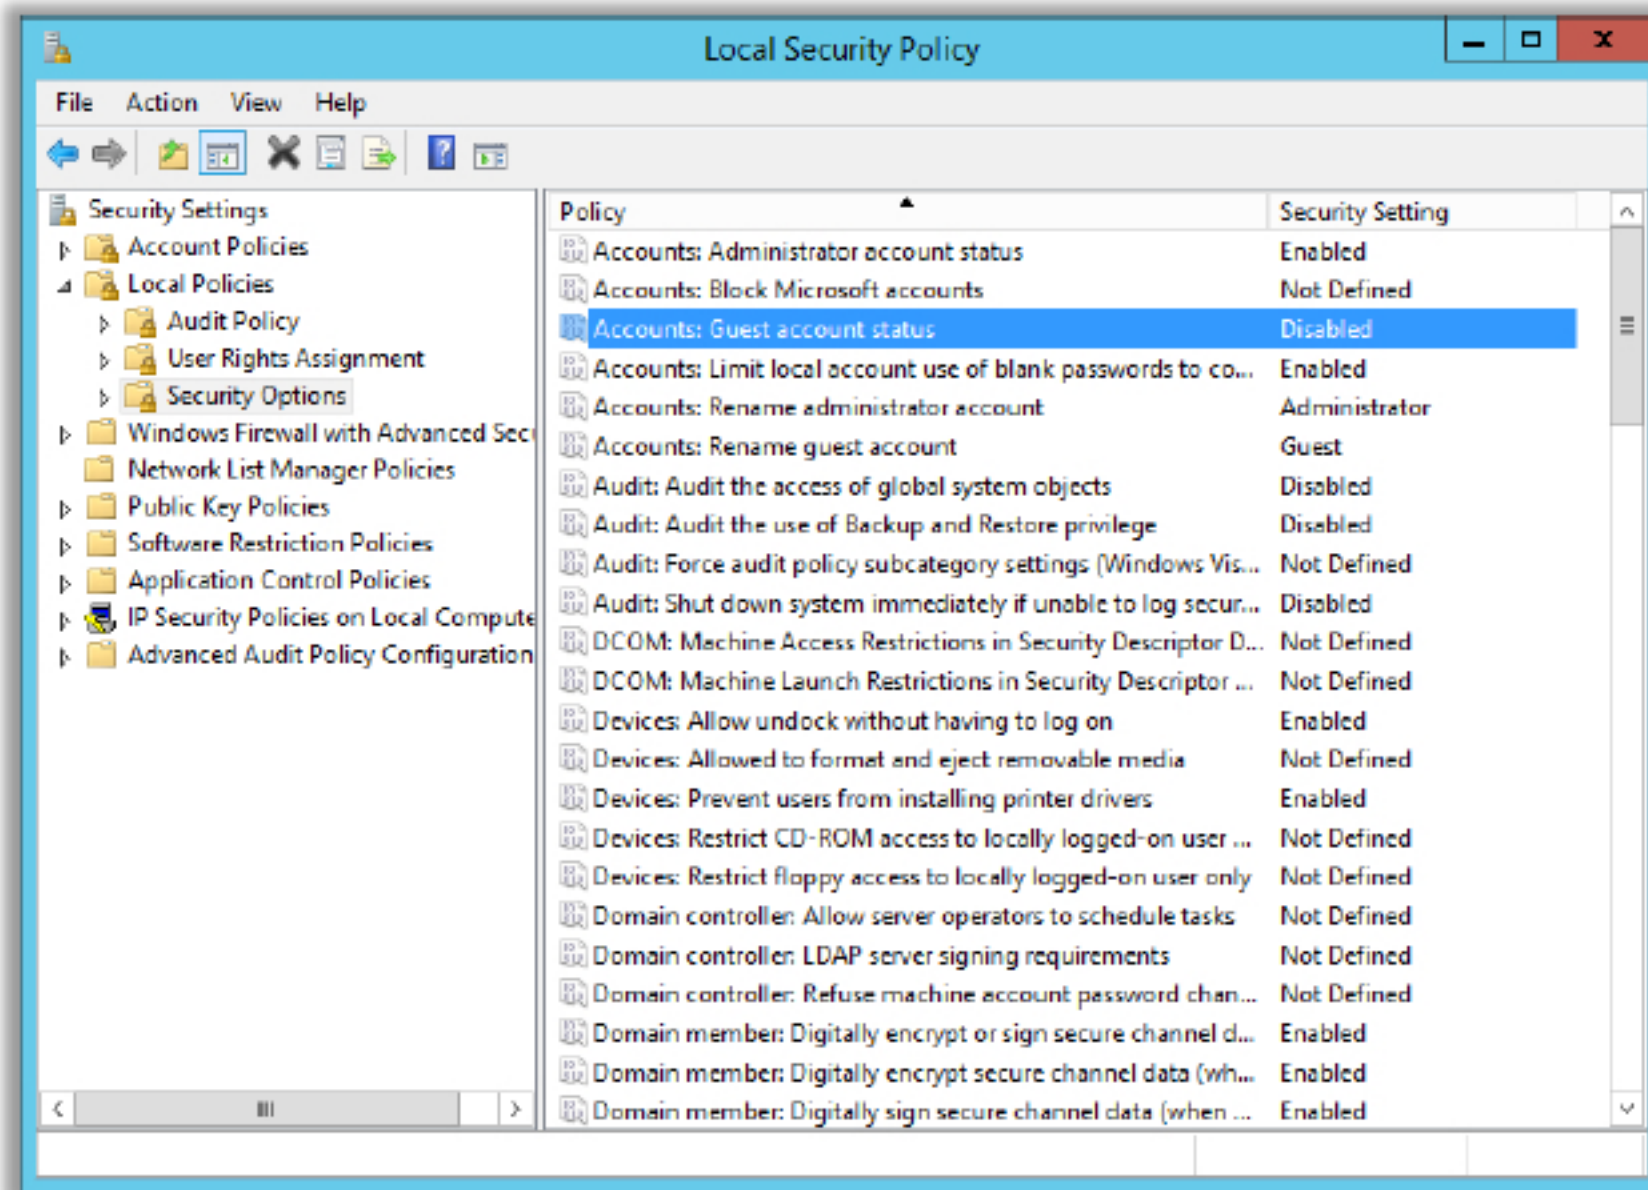 Local Security Policy
File Action View Help
Security Settings
Account Policies
Local Policies
Audit Policy
User Rights Assignment
Security Options
Windows Firewall with Advanced Secu
Network List Manager Policies
Public Key Policies
Software Restriction Policies
Application Control Policies
IP Security Policies on Local Compute
Advanced Audit Policy Configuration
Policy Security Setting
Accounts: Administrator account status Enabled
Accounts: Block Microsoft accounts Not Defined
Accounts: Guest account status Disabled
Accounts: Limit local account use of blank passwords to co... Enabled
Accounts: Rename administrator account Administrator
Accounts: Rename guest account Guest
Audit: Audit the access of global system objects Disabled
Audit: Audit the use of Backup and Restore privilege Disabled
Audit: Force audit policy subcategory settings (Windows Vis... Not Defined
Audit: Shut down system immediately if unable to log secur... Disabled
DCOM: Machine Access Restrictions in Security Descriptor D... Not Defined
DCOM: Machine Launch Restrictions in Security Descriptor ... Not Defined
Devices: Allow undock without having to log on Enabled
Devices: Allowed to format and eject removable media Not Defined
Devices: Prevent users from installing printer drivers Enabled
Devices: Restrict CD-ROM access to locally logged-on user ... Not Defined
Devices: Restrict floppy access to locally logged-on user only Not Defined
Domain controller: Allow server operators to schedule tasks Not Defined
Domain controller: LDAP server signing requirements Not Defined
Domain controller: Refuse machine account password chan... Not Defined
Domain member: Digitally encrypt or sign secure channel d... Enabled
Domain member: Digitally encrypt secure channel data (wh... Enabled
Domain member: Digitally sign secure channel data (when ... Enabled